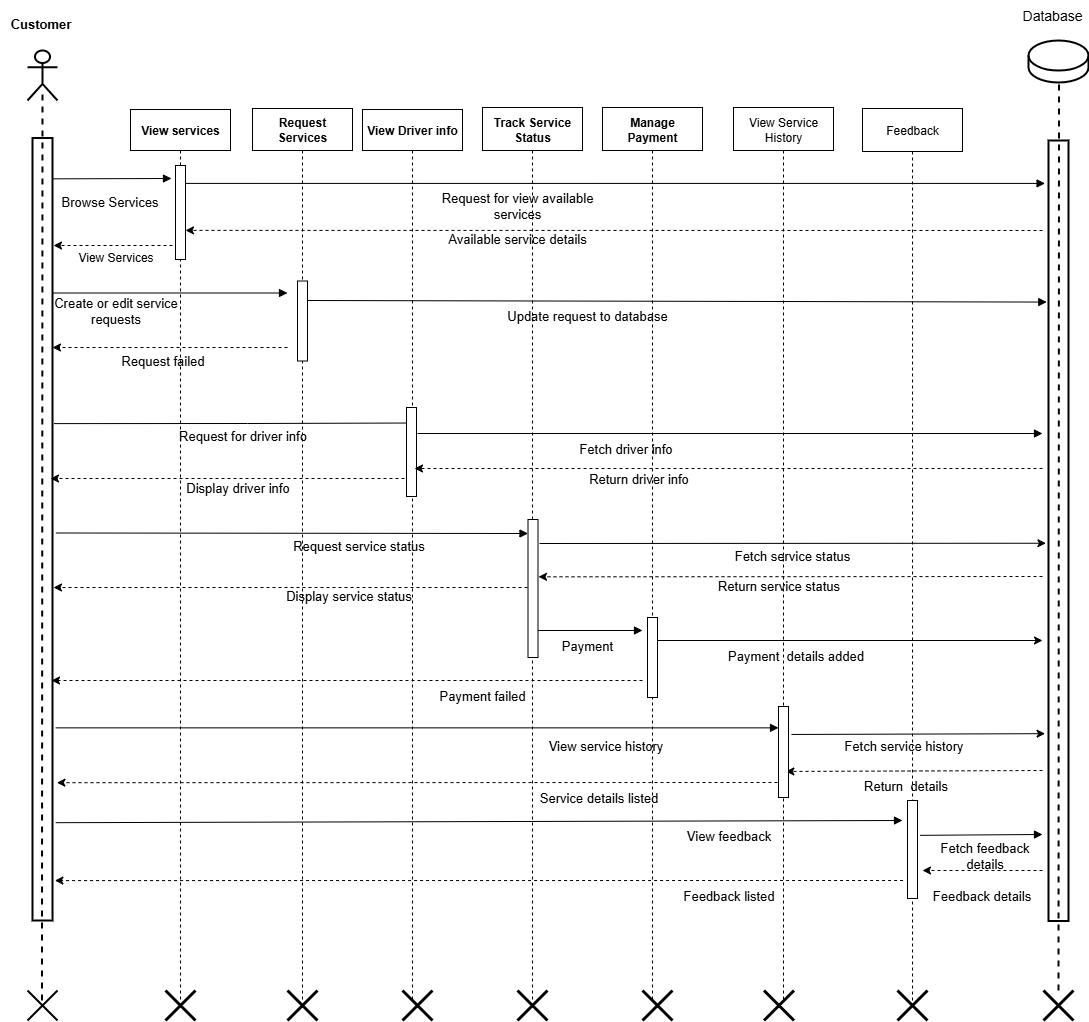 Customer
Database
View services
Request
Services
View Driver info
Track Service
Status
Manage
Payment
View Service
History
Feedback
Browse Services
Request for view available
services
Available service details
View Services
Create or edit service
requests
Update request to database
Request failed
Request for driver info
Fetch driver info
Return driver info
Display driver info
Request service status
Fetch service status
Return service status
Display service status
Payment
Payment details added
Payment failed
View service history
Fetch service history
Return details
Service details listed
View feedback
Fetch feedback
details
Feedback listed
Feedback details